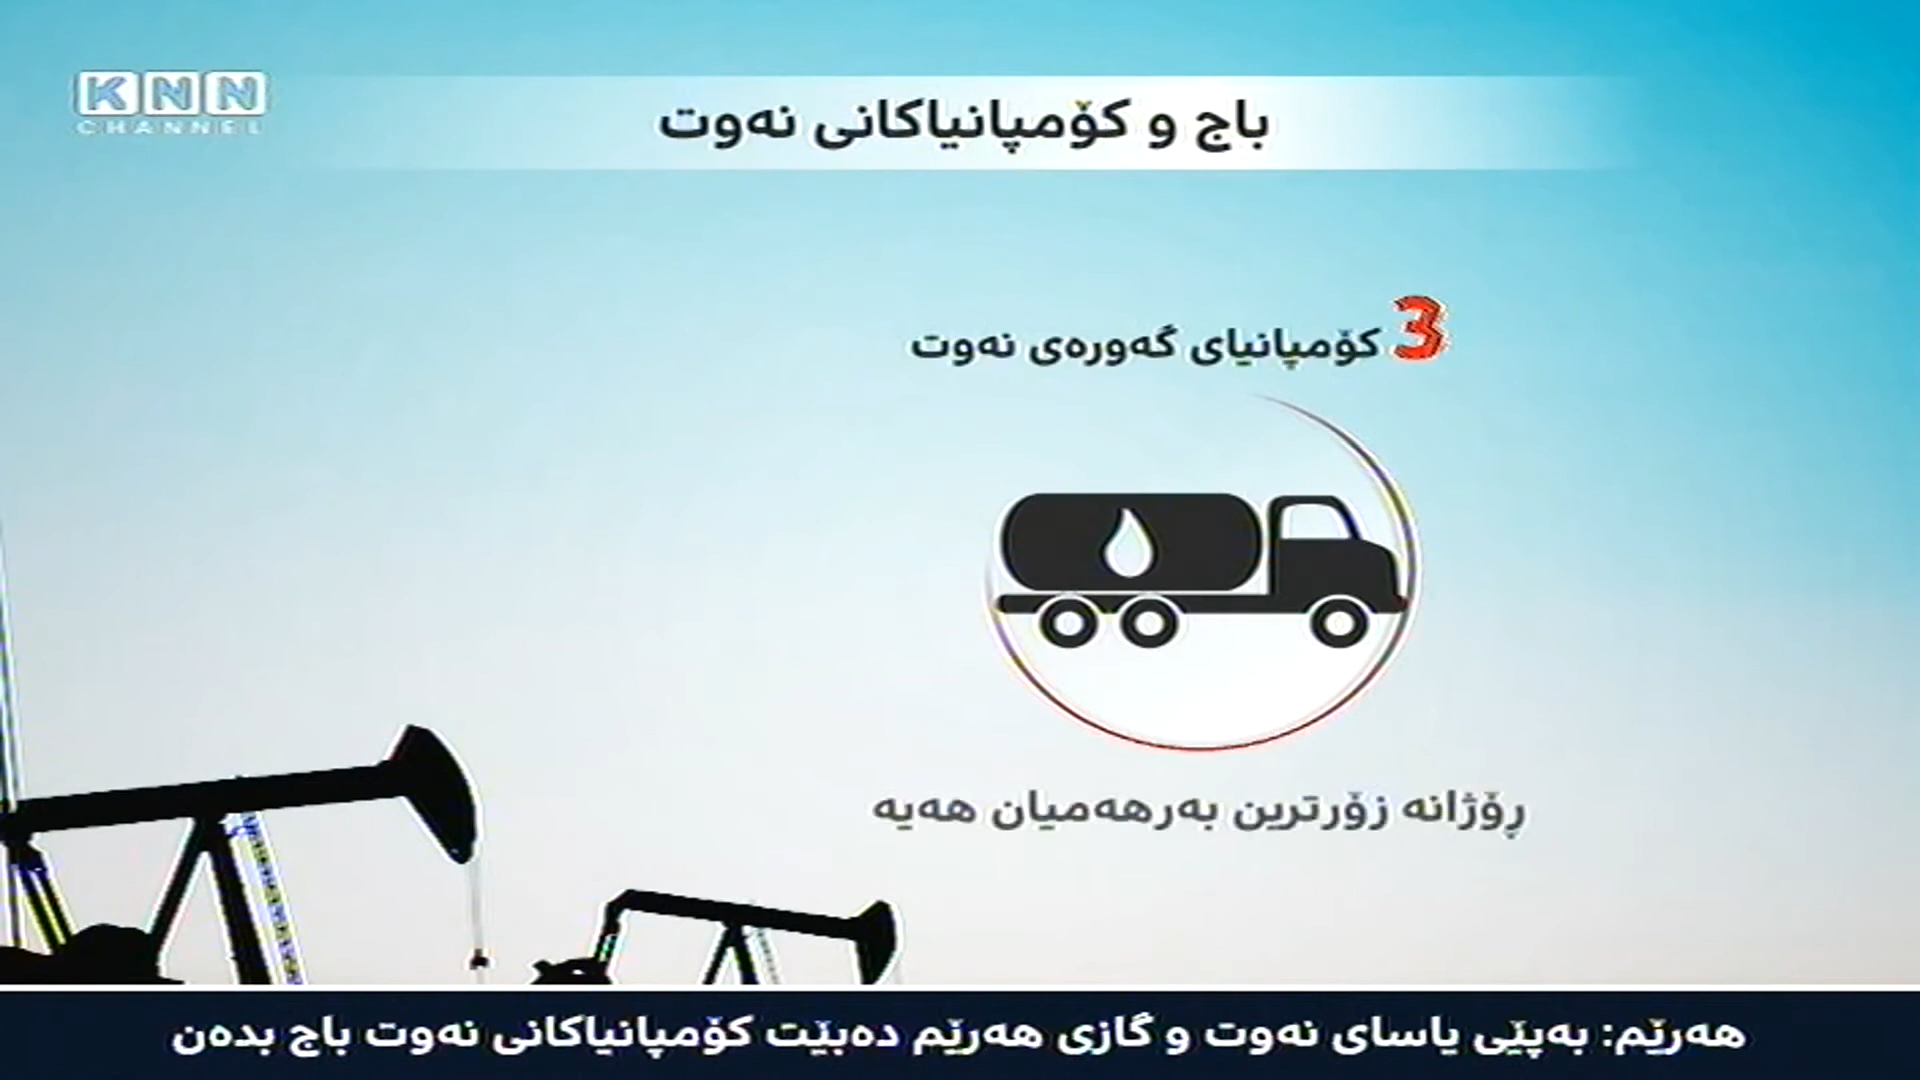 KNN
CHANNEL
باج و کۆمپانیاکانی نەوت
3 کۆمپانیای گەورەی نەوت
ڕۆژانە زۆرترین بەرهەمیان هەیە
هەرێم: بەپێی یاسای نەوت و گازی هەرێم دەبێت کۆمپانیاکانی نەوت باج بدەن